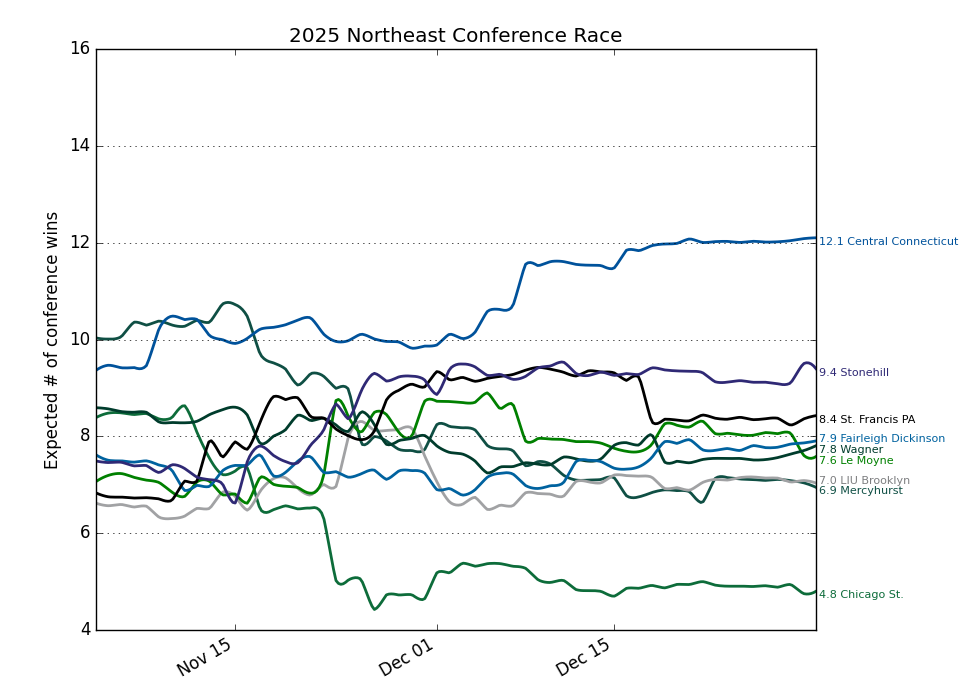 2025 Northeast Conference Race
Expected # of conference wins
16
14
12
10
8
6
4
12.1 Central Connecticut
9.4 Stonehill
8.4 St. Francis PA
7.9 Fairleigh Dickinson
7.8 Wagner
7.6 Le Moyne
7.0 LIU Brooklyn
6.9 Mercyhurst
4.8 Chicago St.
Nov 15
Dec 01
Dec 15